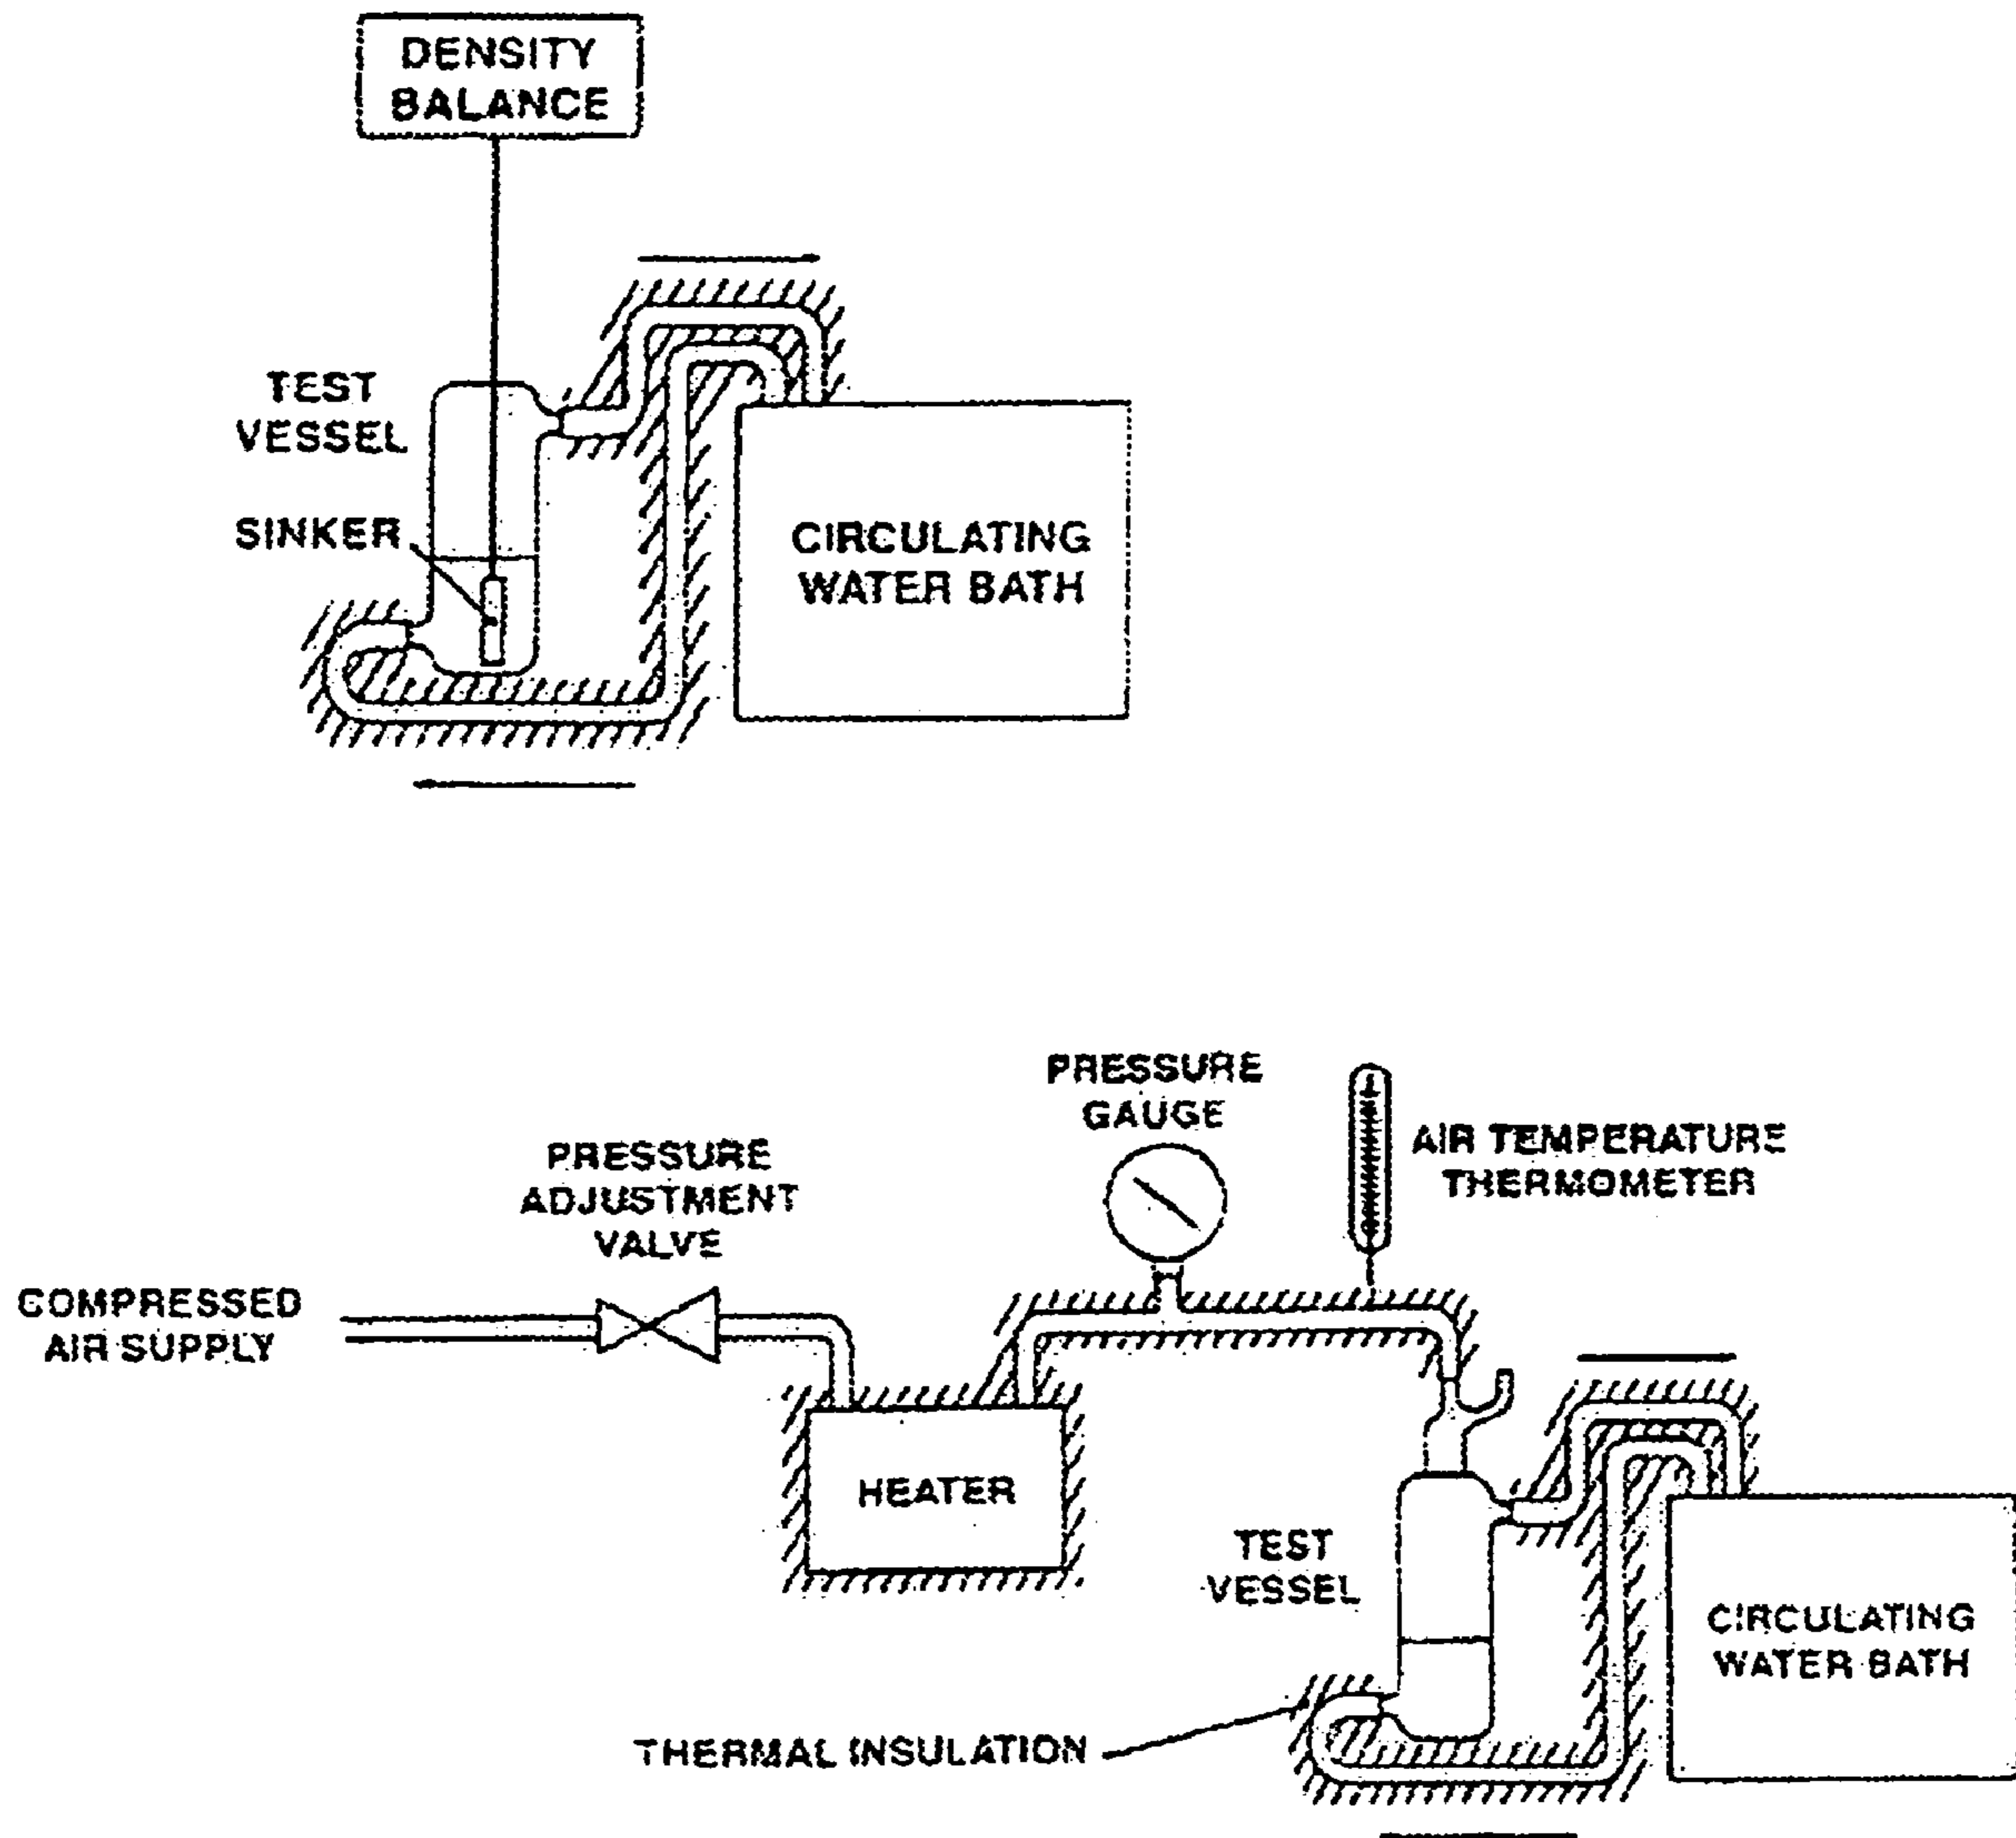 DENSITY
BALANCE
TEST
VESSEL
SINKER
CIRCULATING
WATER BATH
PRESSURE
GAUGE
AIR TEMPERATURE
THERMOMETER
PRESSURE
ADJUSTMENT
VALVE
COMPRESSED
AIR SUPPLY
HEATER
TEST
VESSEL
CIRCULATING
WATER BATH
THERMAL INSULATION